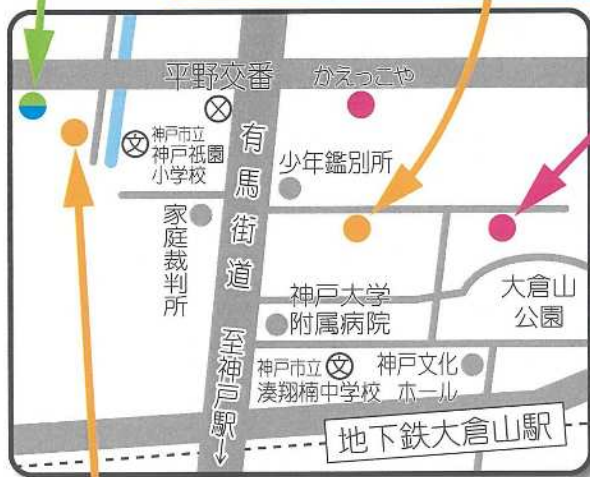 平野交番
かえっこや
神戸市立
神戸祇園
小学校
有馬街道
少年鑑別所
家庭裁判所
神戸大学
附属病院
大倉山
公園
至神戸駅↓
神戸市立
湊翔楠中学校
神戸文化
ホール
地下鉄大倉山駅